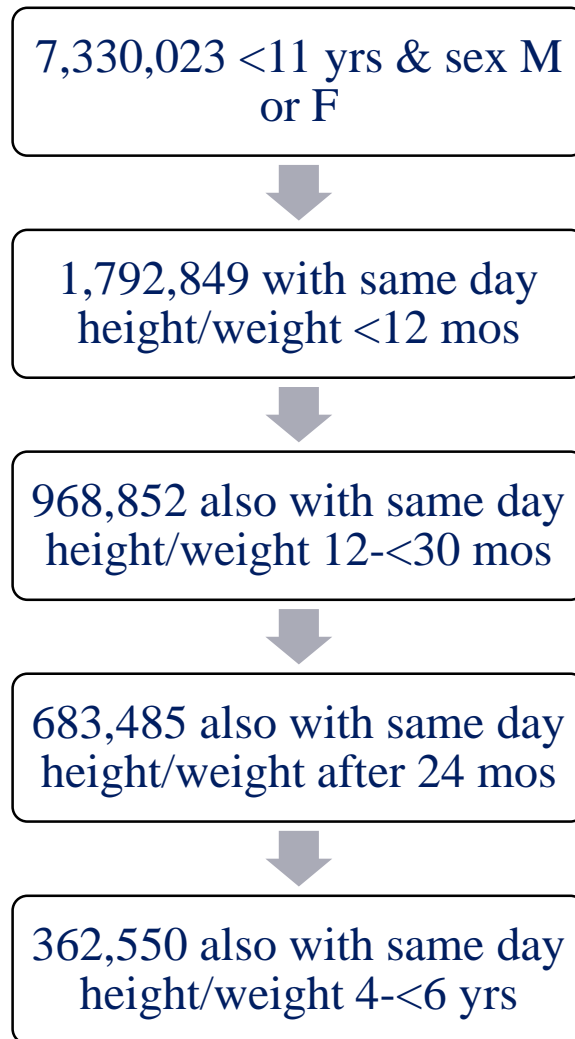 7,330,023 <11 yrs & sex M
or F
1,792,849 with same day
height/weight <12 mos
968,852 also with same day
height/weight 12-<30 mos
683,485 also with same day
height/weight after 24 mos
362,550 also with same day
height/weight 4-<6 yrs